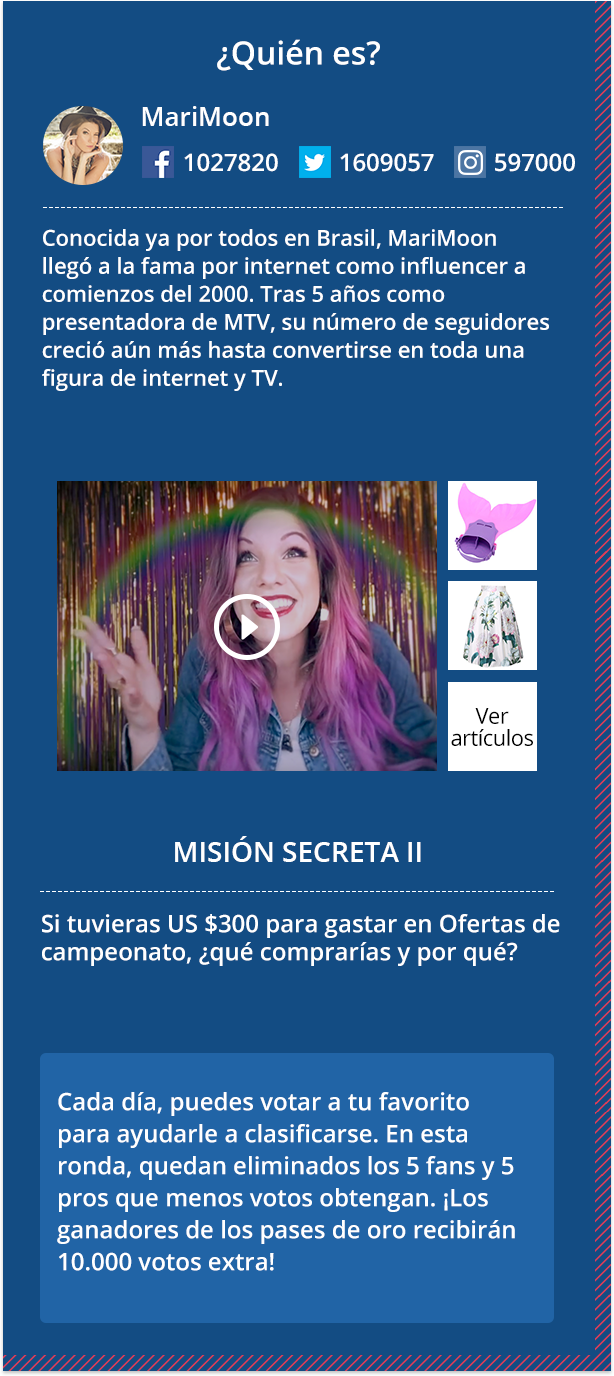 ¿Quién es?
MariMoon
1027820 1609057 597000
Conocida ya por todos en Brasil, MariMoon
llegó a la fama por internet como influencer a
comienzos del 2000. Tras 5 años como
presentadora de MTV, su número de seguidores
creció aún más hasta convertirse en toda una
figura de internet y TV.
Ver
artículos
MISIÓN SECRETA II
Si tuvieras US $300 para gastar en Ofertas de
campeonato, ¿qué comprarías y por qué?
Cada día, puedes votar a tu favorito
para ayudarle a clasificarse. En esta
ronda, quedan eliminados los 5 fans y 5
pros que menos votos obtengan. ¡Los
ganadores de los pases de oro recibirán
10.000 votos extra!